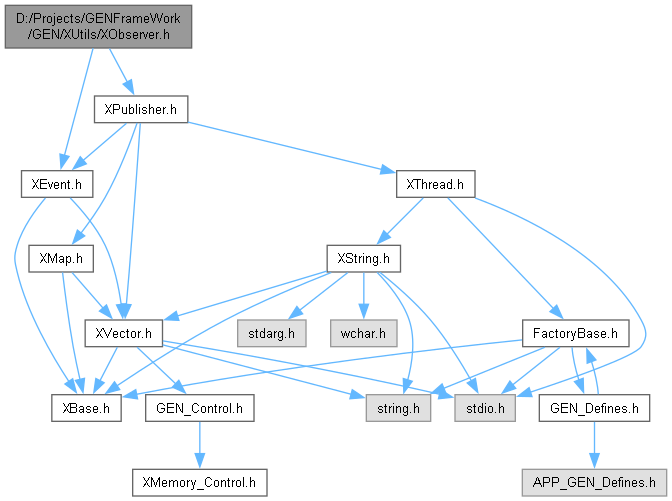 D:/Projects/GENFrameWork
/GEN/XUtils/XObserver.h
XPublisher.h
XEvent.h
XThread.h
XMap.h
XString.h
XVector.h
stdarg.h
wchar.h
FactoryBase.h
XBase.h
GEN_Control.h
string.h
stdio.h
GEN_Defines.h
XMemory_Control.h
APP_GEN_Defines.h